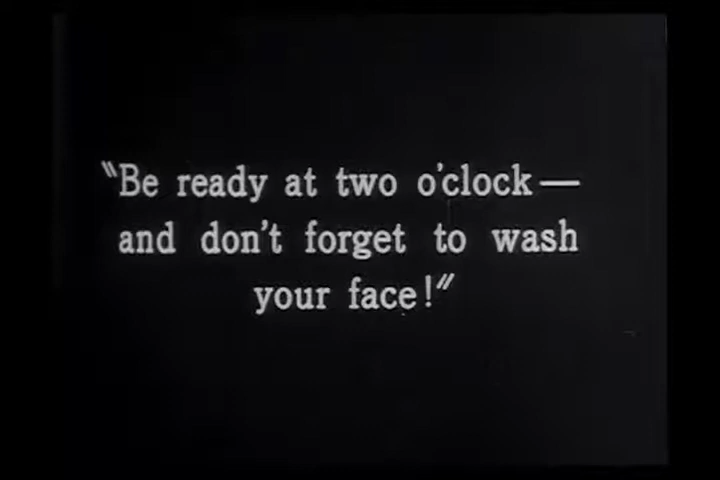 "Be ready at two o'clock—
and don't forget to wash
your face!"